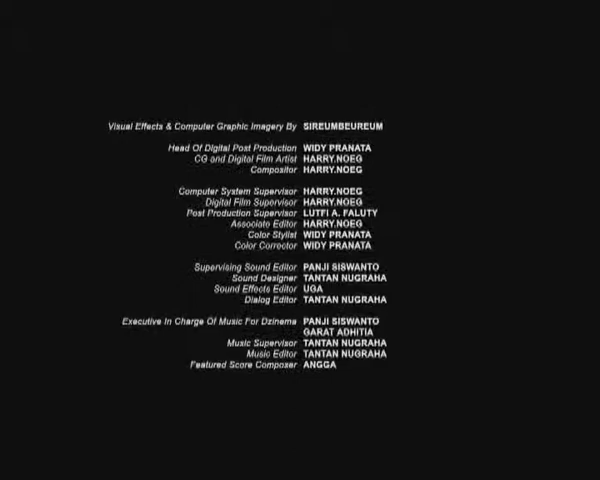 Visual Effects & Computer Graphic Imagery By SIREUMBEUREUM
Head Of Digital Post Production WIDY PRANATA
CG and Digital Film Artist HARRY.NOEG
Compositor HARRY.NOEG
Computer System Supervisor HARRY.NOEG
Digital Film Supervisor HARRY.NOEG
Post Production Supervisor LUTFI A. FALUTY
Associate Editor HARRY.NOEG
Color Stylist WIDY PRANATA
Color Corrector WIDY PRANATA
Supervising Sound Editor PANJI SISWANTO
Sound Designer TANTAN NUGRAHA
Sound Effects Editor UGA
Dialog Editor TANTAN NUGRAHA
Executive In Charge Of Music For Dzinema PANJI SISWANTO
GARAT ADHITIA
Music Supervisor TANTAN NUGRAHA
Music Editor TANTAN NUGRAHA
Featured Score Composer ANGGA